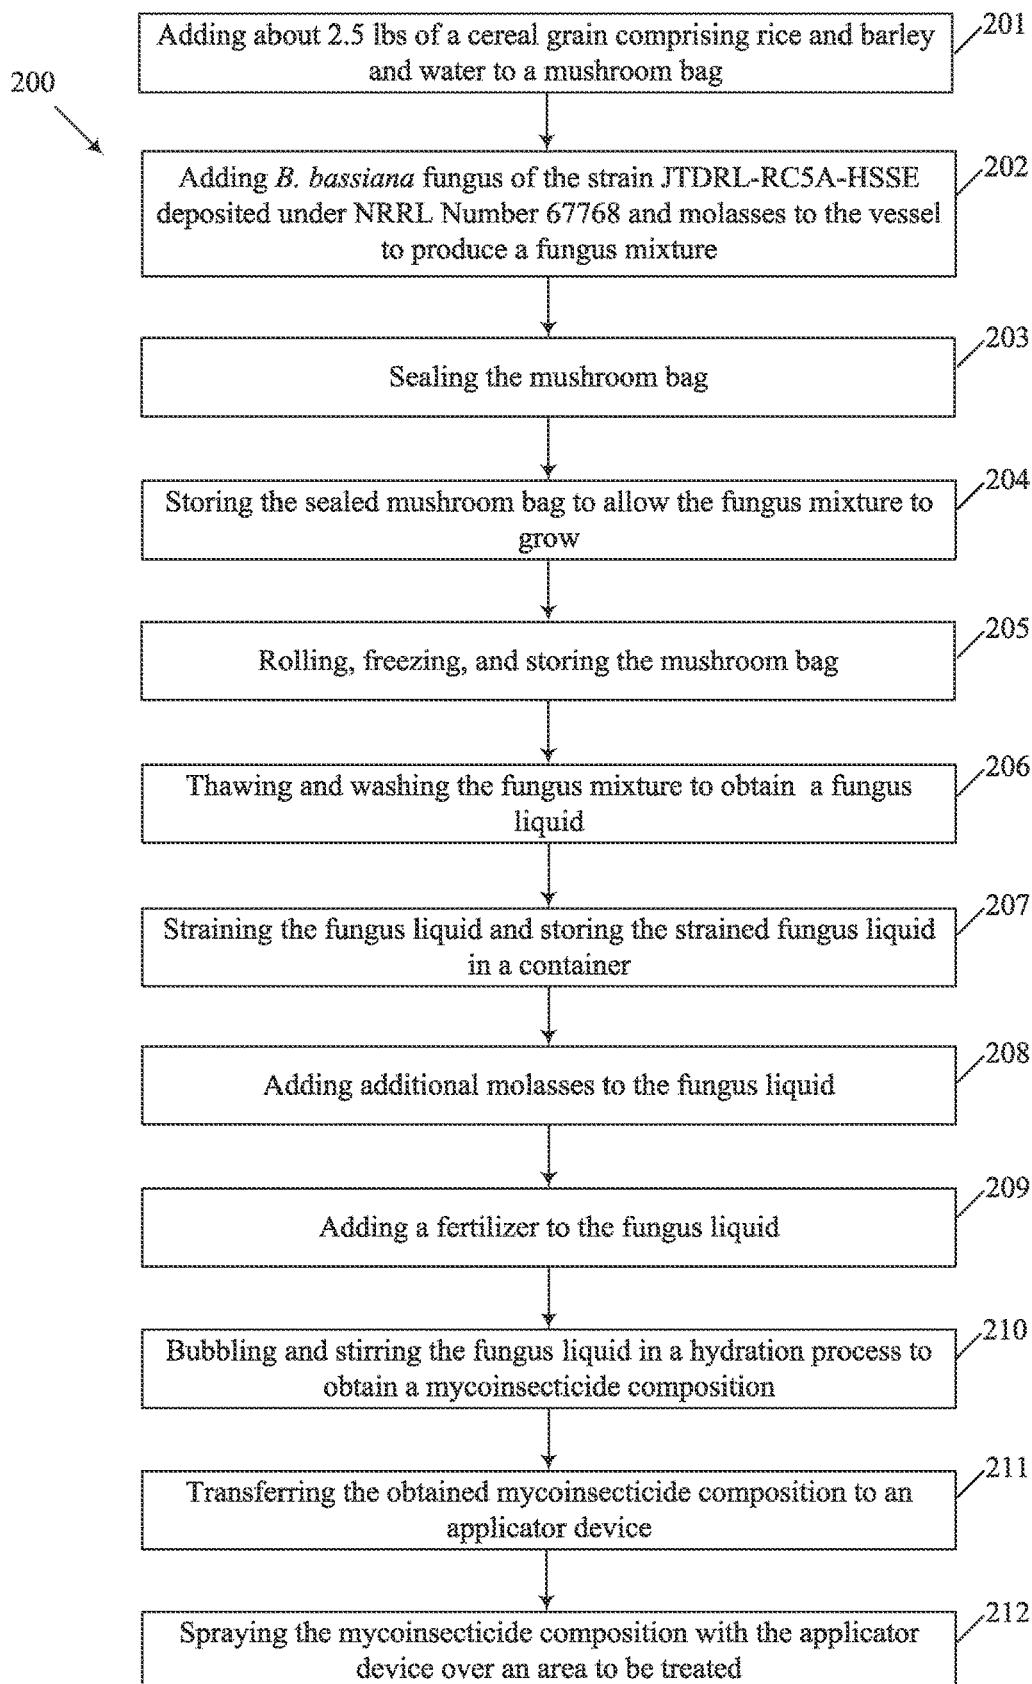 200
Adding about 2.5 lbs of a cereal grain comprising rice and barley
and water to a mushroom bag
201
Adding B. bassiana fungus of the strain JTDRL-RC5A-HSSE
deposited under NRRL Number 67768 and molasses to the vessel
to produce a fungus mixture
202
Sealing the mushroom bag
203
Storing the sealed mushroom bag to allow the fungus mixture to
grow
204
Rolling, freezing, and storing the mushroom bag
205
Thawing and washing the fungus mixture to obtain a fungus
liquid
206
Straining the fungus liquid and storing the strained fungus liquid
in a container
207
Adding additional molasses to the fungus liquid
208
Adding a fertilizer to the fungus liquid
209
Bubbling and stirring the fungus liquid in a hydration process to
obtain a mycoinsecticide composition
210
Transferring the obtained mycoinsecticide composition to an
applicator device
211
Spraying the mycoinsecticide composition with the applicator
device over an area to be treated
212